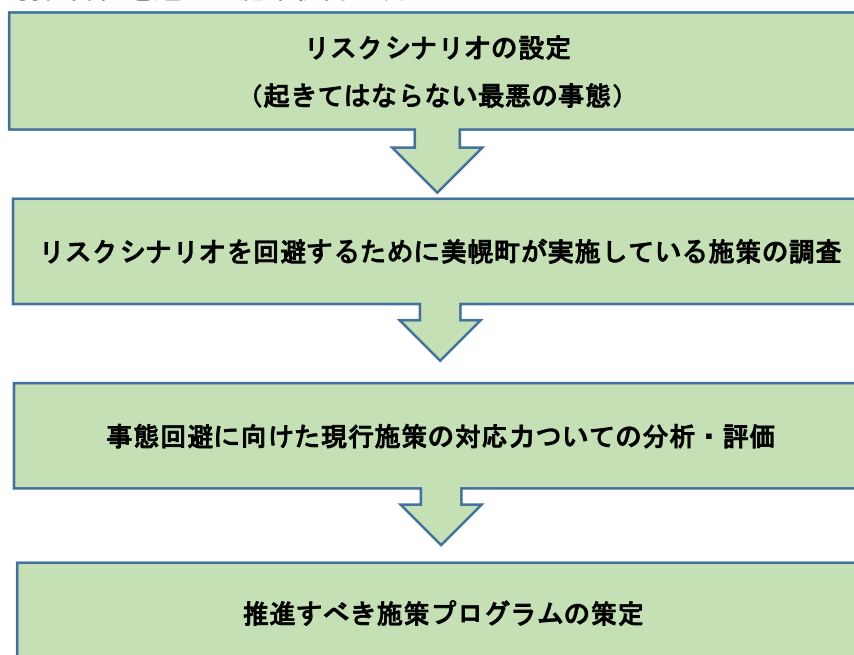 リスクシナリオの設定
（起きてはならない最悪の事態）
リスクシナリオを回避するために美幌町が実施している施策の調査
事態回避に向けた現行施策の対応力ついての分析・評価
推進すべき施策プログラムの策定